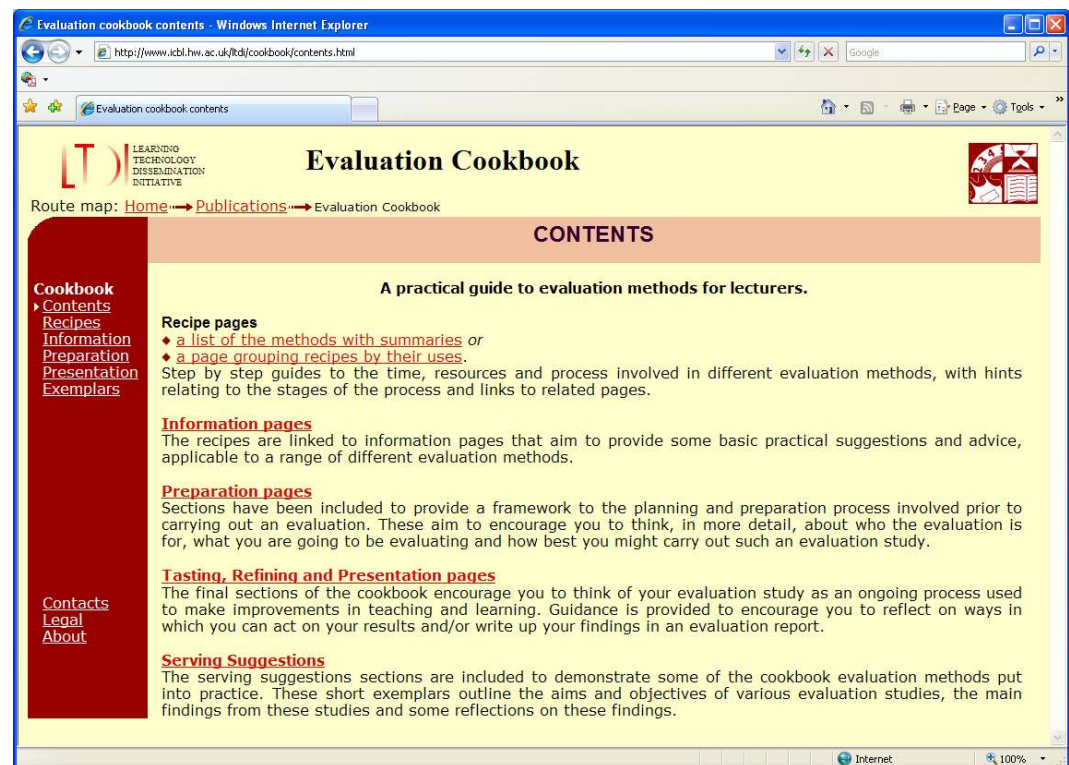 Evaluation cookbook contents - Windows Internet Explorer
http://www.icbl.hw.ac.uk/ltdi/cookbook/contents.html
Google
Evaluation cookbook contents
Page
Tools
»
LTDI
LEARNING
TECHNOLOGY
DISSEMINATION
INITIATIVE
Evaluation Cookbook
Route map: Home Publications Evaluation Cookbook
CONTENTS
Cookbook
Contents
Recipes
Information
Preparation
Presentation
Exemplars
Contacts
Legal
About
A practical guide to evaluation methods for lecturers.
Recipe pages
a list of the methods with summaries or
a page grouping recipes by their uses.
Step by step guides to the time, resources and process involved in different evaluation methods, with hints
relating to the stages of the process and links to related pages.
Information pages
The recipes are linked to information pages that aim to provide some basic practical suggestions and advice,
applicable to a range of different evaluation methods.
Preparation pages
Sections have been included to provide a framework to the planning and preparation process involved prior to
carrying out an evaluation. These aim to encourage you to think, in more detail, about who the evaluation is
for, what you are going to be evaluating and how best you might carry out such an evaluation study.
Tasting, Refining and Presentation pages
The final sections of the cookbook encourage you to think of your evaluation study as an ongoing process used
to make improvements in teaching and learning. Guidance is provided to encourage you to reflect on ways in
which you can act on your results and/or write up your findings in an evaluation report.
Serving Suggestions
The serving suggestions sections are included to demonstrate some of the cookbook evaluation methods put
into practice. These short exemplars outline the aims and objectives of various evaluation studies, the main
findings from these studies and some reflections on these findings.
Internet
100%